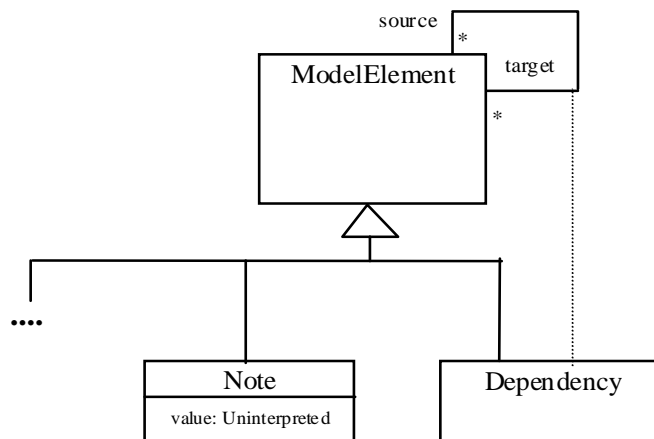 source
*
ModelElement
target
*
....
Note
Dependency
value: Uninterpreted